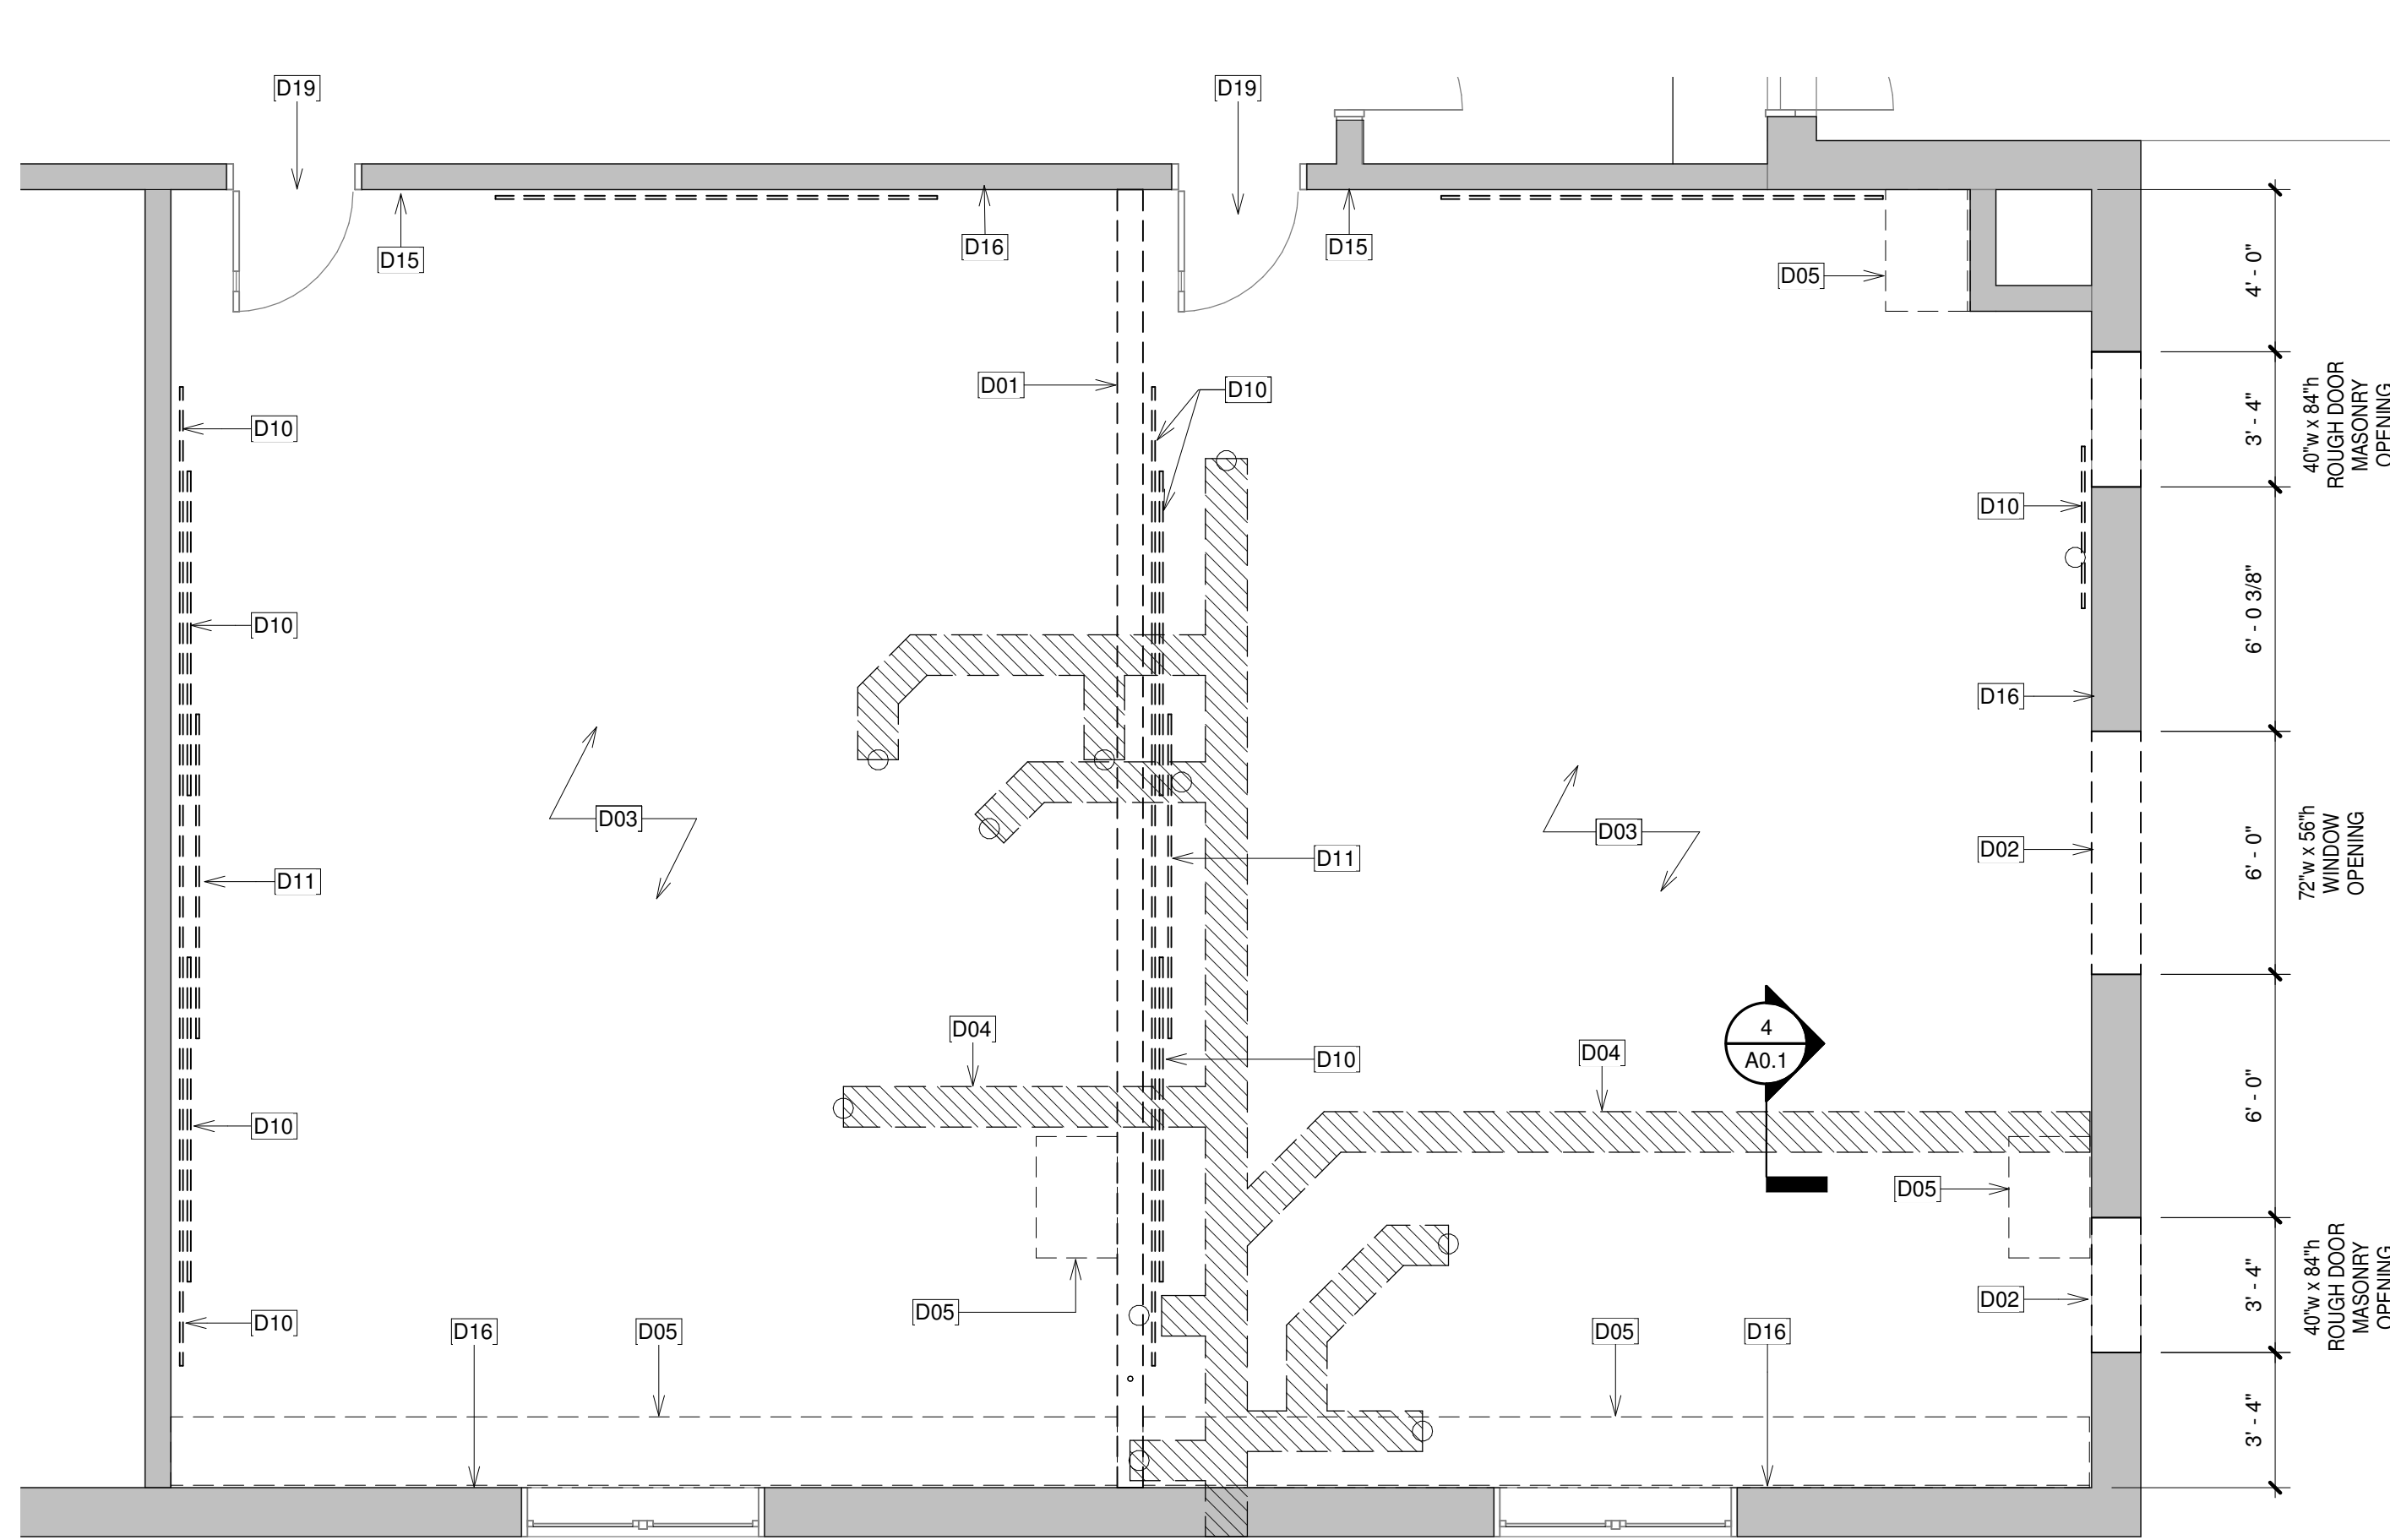 D19
D19
D15
D16
D15
D05
4' - 0"
D01
D10
D10
3' - 4"
40"w x 84"h
ROUGH DOOR
MASONRY
OPENING
D10
D10
6' - 0 3/8"
D16
D03
D03
D02
6' - 0"
72"w x 56"h
WINDOW
OPENING
D11
D11
D04
D10
D04
4
A0.1
6' - 0"
D10
D05
D05
D02
3' - 4"
40"w x 84"h
ROUGH DOOR
MASONRY
OPENING
D10
D16
D05
D05
D16
3' - 4"